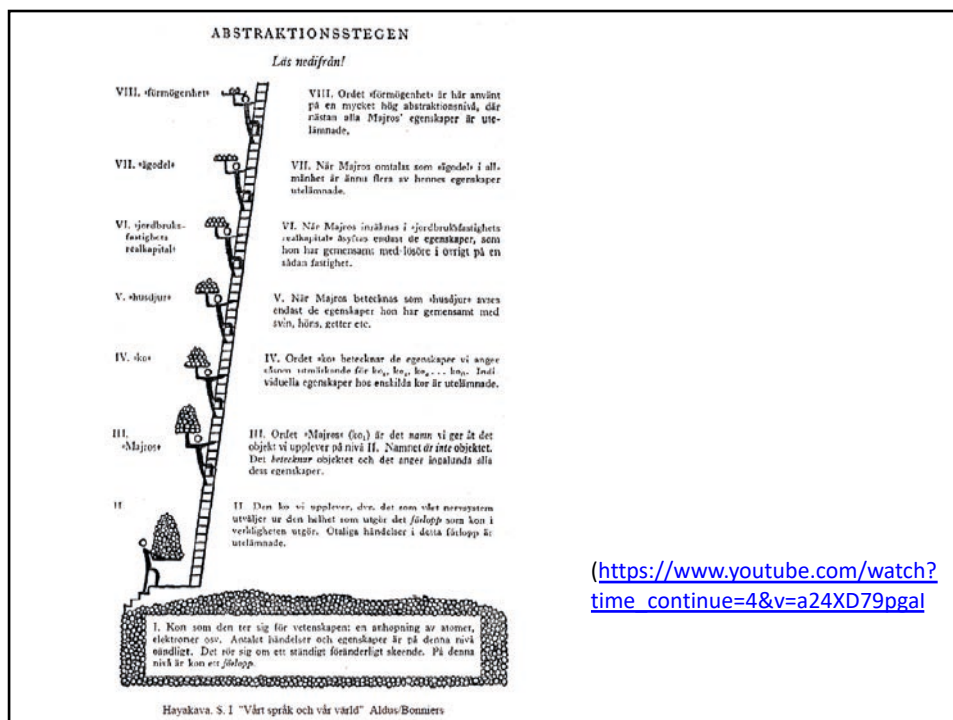 ABSTRAKTIONSSTEGEN
Läs nedifrån!
VIII. »förmögenhet»
VIII. Ordet »förmögenhet» är här använt
på en mycket hög abstraktionsnivå, där
nästan alla Majros' egenskaper är ute-
lämnade.
VII. »ägodel»
VII. När Majros omtalas som »ägodel» i all-
mänhet är ännu flera av hennes egenskaper
utelämnade.
VI. »jordbruks-
fastighets
realkapital»
VI. När Majros inräknas i »jordbruksfastighets
realkapital» åsyftas endast de egenskaper, som
hon har gemensamt med lösöre i övrigt på en
sådan fastighet.
V. »husdjur»
V. När Majros betecknas som »husdjur» avses
endast de egenskaper hon har gemensamt med
svin, höns, getter etc.
IV. »ko»
IV. Ordet »ko» betecknar de egenskaper vi anger
såsom utmärkande för ko, ko, ko ... ko. Indi-
viduella egenskaper hos enskilda kor är utelämnade.
III.
»Majros»
III. Ordet »Majros» (ko₁) är det namn vi ger åt det
objekt vi upplever på nivå II. Namnet är inte objektet.
Det betecknar objektet och det anger ingalunda alla
dess egenskaper.
II
II Den ko vi upplever, dvs. det som vårt nervsystem
utväljer ur den helhet som utgör det förlopp som kon i
verkligheten utgör. Otaliga händelser i detta förlopp är
utelämnade.
I. Kon som den ter sig för vetenskapen: en anhopning av atomer,
elektroner osv. Antalet händelser och egenskaper är på denna nivå
oändligt. Det rör sig om ett ständigt föränderligt skeende. På denna
nivå är kon ett förlopp.
Hayakava. S. I "Vårt språk och vår värld" Aldus/Bonniers
(https://www.youtube.com/watch?
time_continue=4&v=a24XD79pgaI